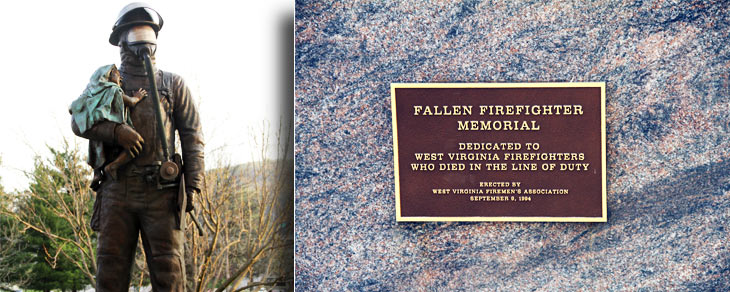 FALLEN FIREFIGHTER
MEMORIAL
DEDICATED TO
WEST VIRGINIA FIREFIGHTERS
WHO DIED IN THE LINE OF DUTY
ERECTED BY
WEST VIRGINIA FIREMEN'S ASSOCIATION
SEPTEMBER 9, 1994